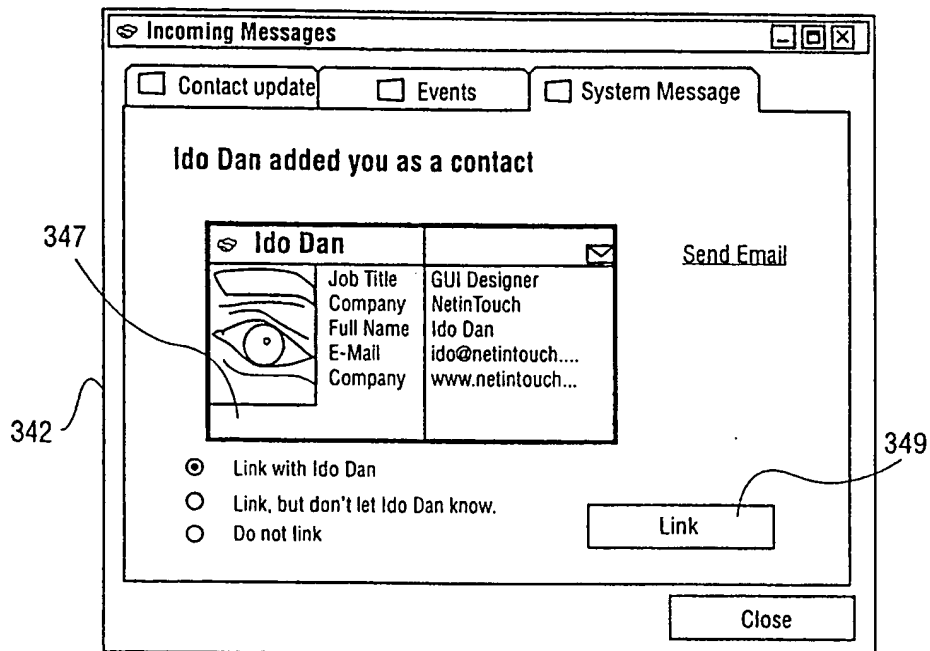 Incoming Messages
Contact update
Events
System Message
Ido Dan added you as a contact
347
Ido Dan
Send Email
Job Title GUI Designer
Company NetinTouch
Full Name Ido Dan
E-Mail ido@netintouch....
Company www.netintouch...
342
349
Link with Ido Dan
Link, but don't let Ido Dan know.
Do not link
Link
Close